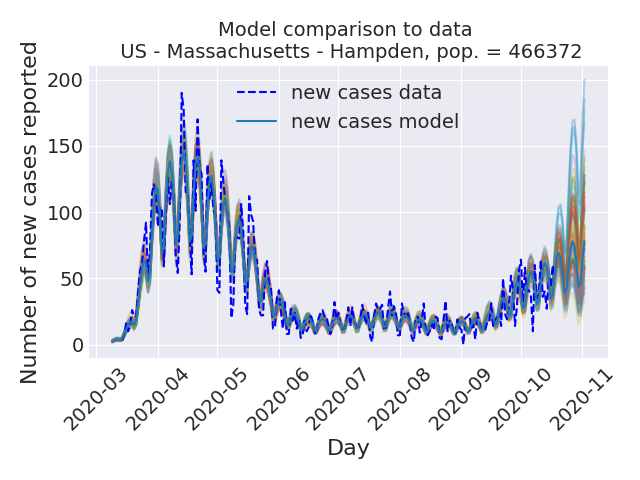 Model comparison to data
US - Massachusetts - Hampden, pop. = 466372
Number of new cases reported
200
150
100
50
0
new cases data
new cases model
2020-03
2020-04
2020-05
2020-06
2020-07
2020-08
2020-09
2020-10
2020-11
Day